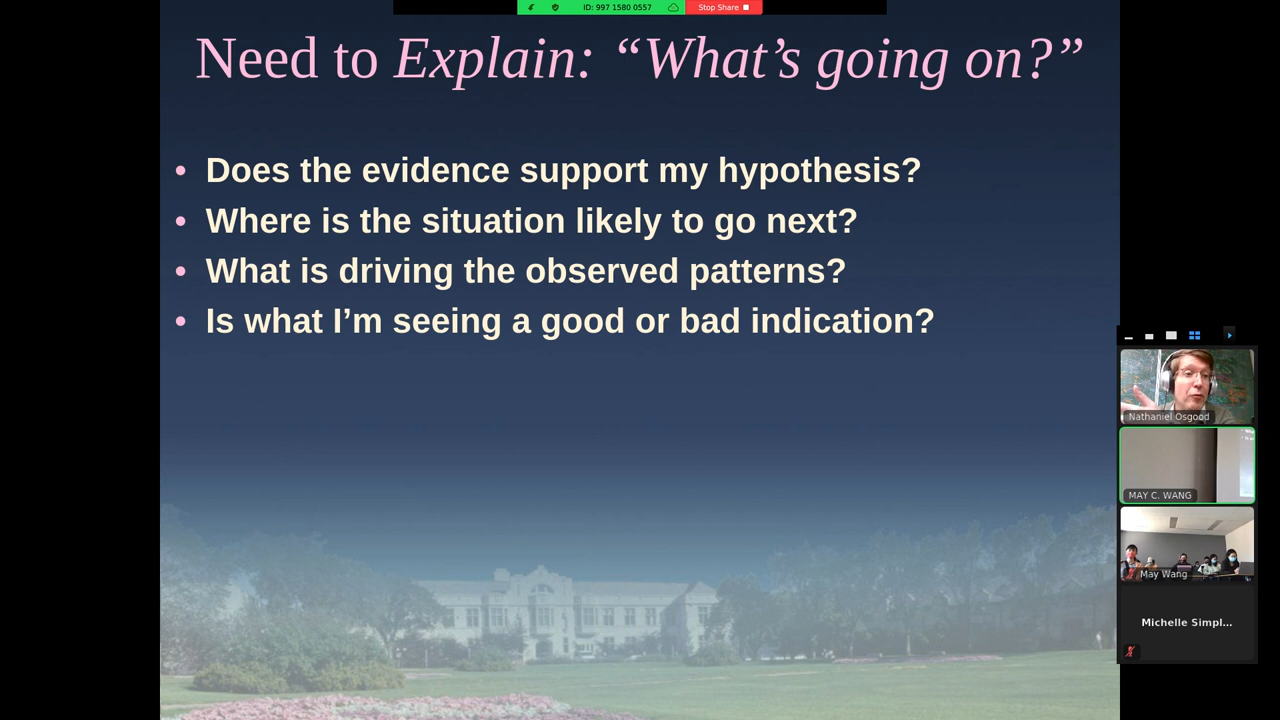 ID: 997 1580 0557
Stop Share
Need to Explain: “What’s going on?”
• Does the evidence support my hypothesis?
• Where is the situation likely to go next?
• What is driving the observed patterns?
• Is what I’m seeing a good or bad indication?
Nathaniel Osgood
MAY C. WANG
May Wang
Michelle Simpl...